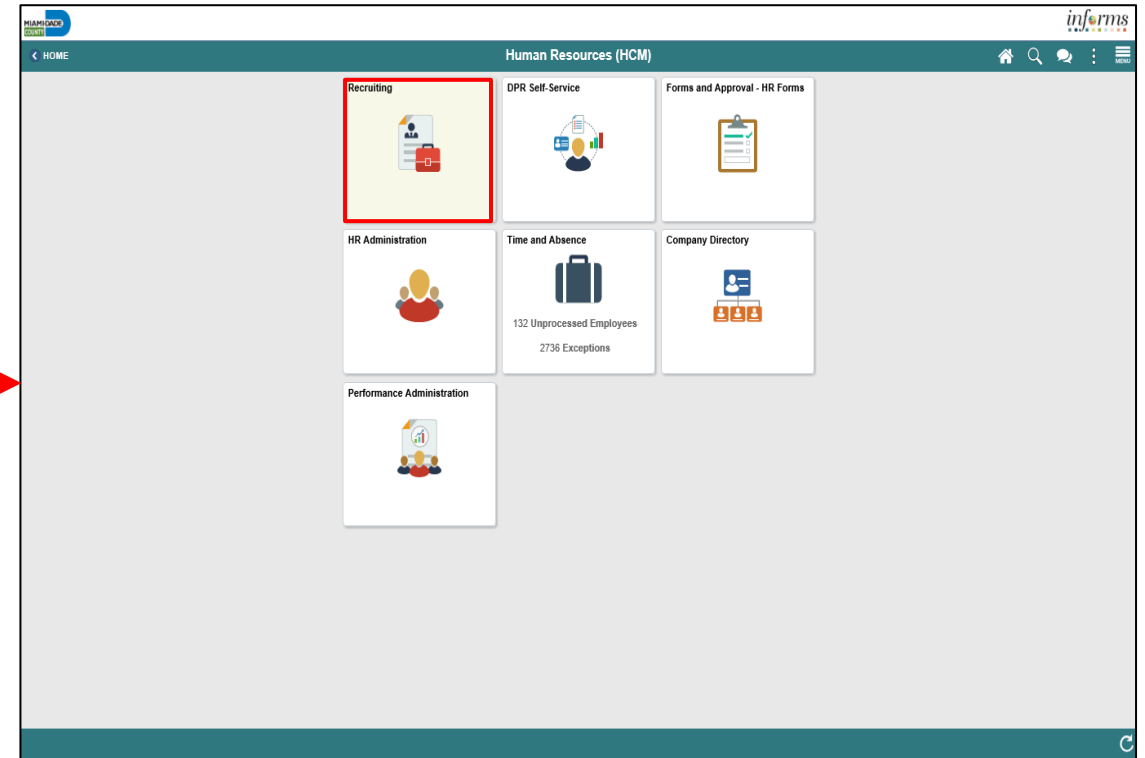 MIAMI-DADE
COUNTY
informs
HOME
Human Resources (HCM)
MENU
Recruiting
DPR Self-Service
Forms and Approval - HR Forms
HR Administration
Time and Absence
132 Unprocessed Employees
2736 Exceptions
Company Directory
Performance Administration